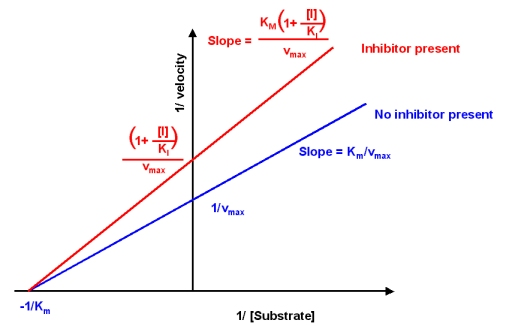 Slope = K_M(1+ [I]/K_I)/v_max
Inhibitor present
1/ velocity
No inhibitor present
(1+ [I]/K_I)/v_max
Slope = K_m/v_max
1/v_max
-1/K_m
1/ [Substrate]